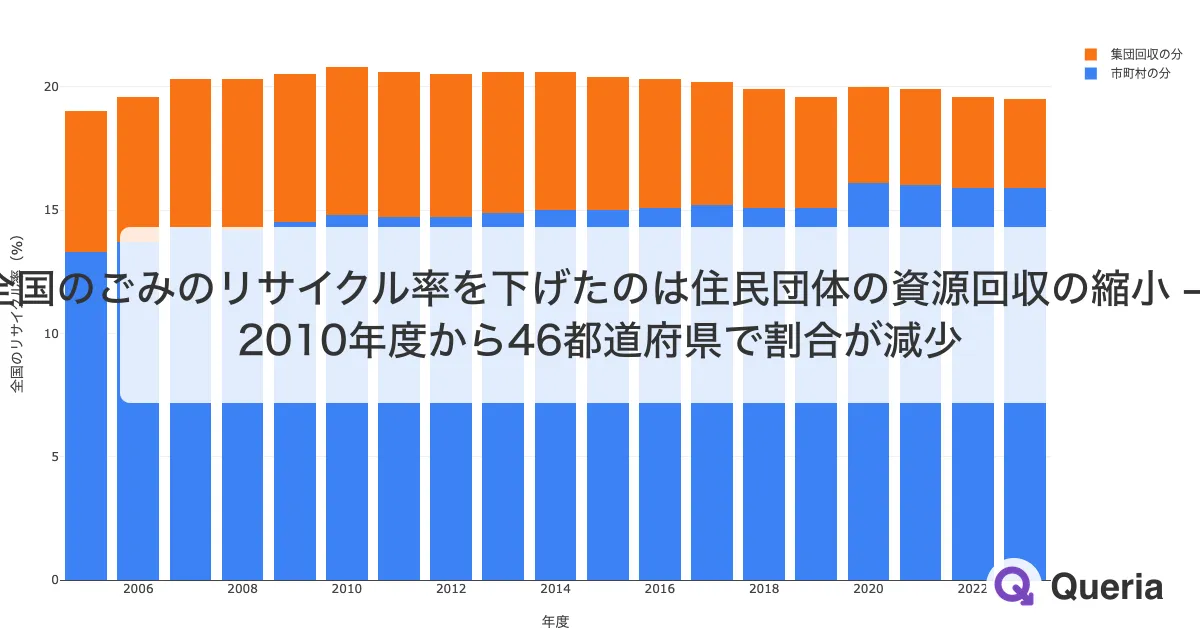 集団回収の分
市町村の分
20
15
10
5
0
全国のリサイクル率 (%)
全国のごみのリサイクル率を下げたのは住民団体の資源回収の縮小 –
2010年度から46都道府県で割合が減少
2006
2008
2010
2012
2014
2016
2018
2020
2022
年度
Queria